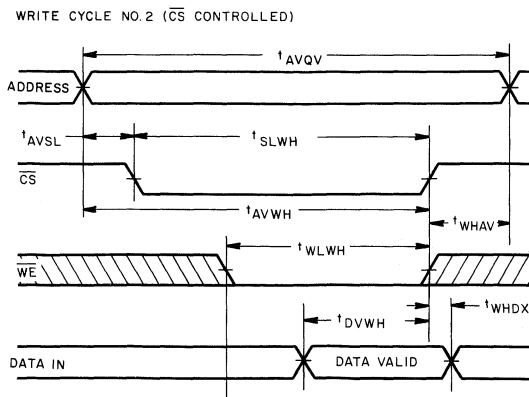 WRITE CYCLE NO. 2 (CS CONTROLLED)
tAVQV
ADDRESS
tAVSL
tSLWH
CS
tAVWH
tWHAV
tWLWH
WE
tWHDX
tDVWH
DATA IN
DATA VALID